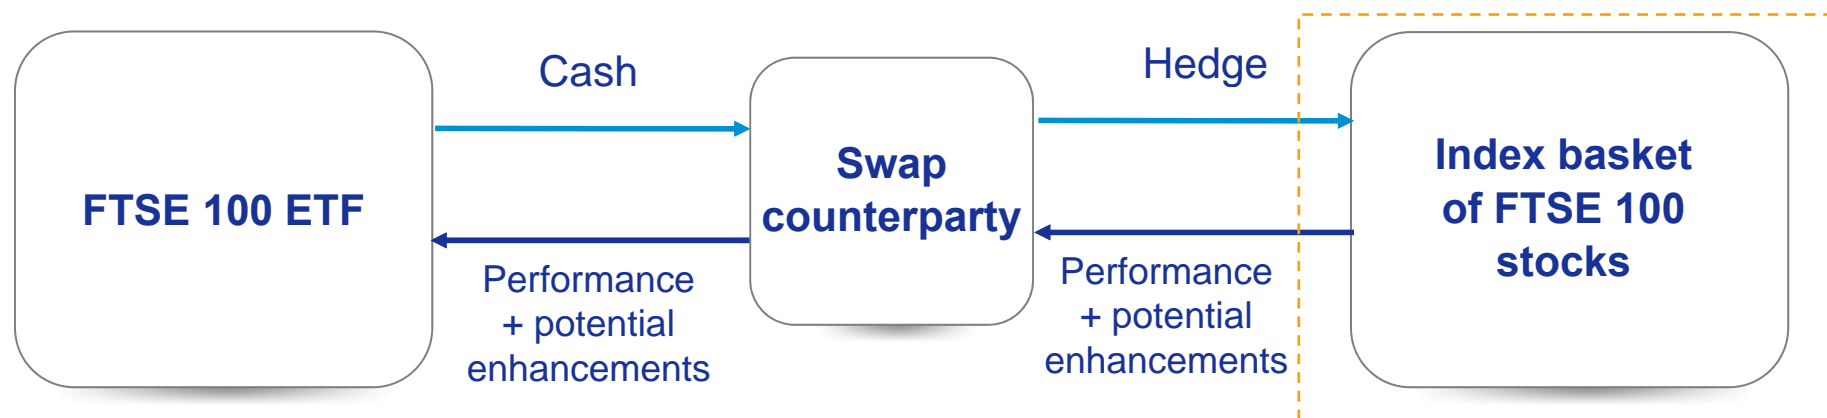 Cash
Hedge
FTSE 100 ETF
Swap
counterparty
Index basket
of FTSE 100
stocks
Performance
+ potential
enhancements
Performance
+ potential
enhancements